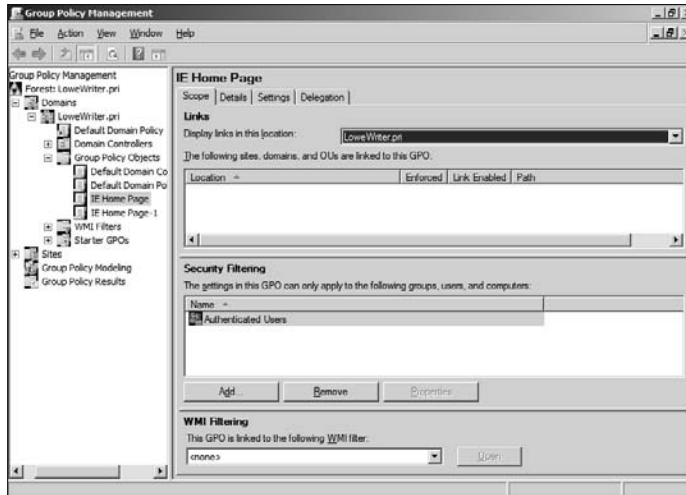 Group Policy Management
File Action View Window Help
Group Policy Management
Forest: LoweWriter.pri
Domains
LoweWriter.pri
Default Domain Policy
Domain Controllers
Group Policy Objects
Default Domain Co
Default Domain Po
IE Home Page
IE Home Page-1
WMI Filters
Starter GPOs
Sites
Group Policy Modeling
Group Policy Results
IE Home Page
Scope Details Settings Delegation
Links
Display links in this location: LoweWriter.pri
The following sites, domains, and OUs are linked to this GPO:
Location Enforced Link Enabled Path
Security Filtering
The settings in this GPO can only apply to the following groups, users, and computers:
Name
Authenticated Users
Add... Remove Properties
WMI Filtering
This GPO is linked to the following WMI filter:
<none> Open